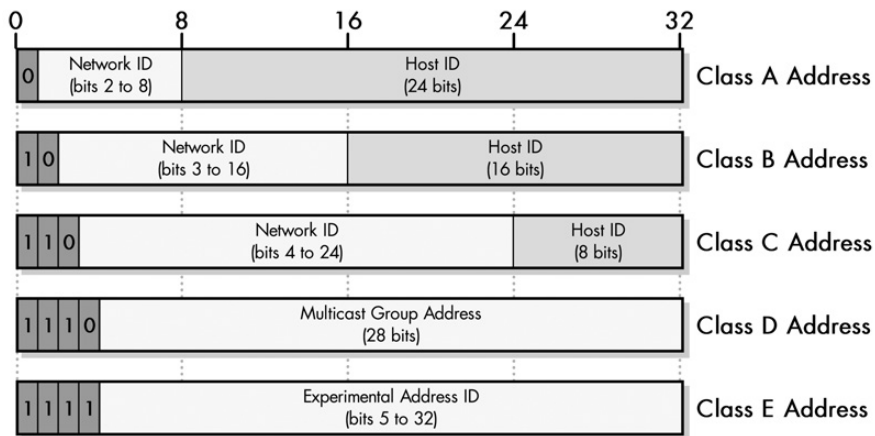 0 8 16 24 32
0 Network ID Host ID
(bits 2 to 8) (24 bits)
Class A Address
1 0 Network ID Host ID
(bits 3 to 16) (16 bits)
Class B Address
1 1 0 Network ID Host ID
(bits 4 to 24) (8 bits)
Class C Address
1 1 1 0 Multicast Group Address
(28 bits)
Class D Address
1 1 1 1 Experimental Address ID
(bits 5 to 32)
Class E Address